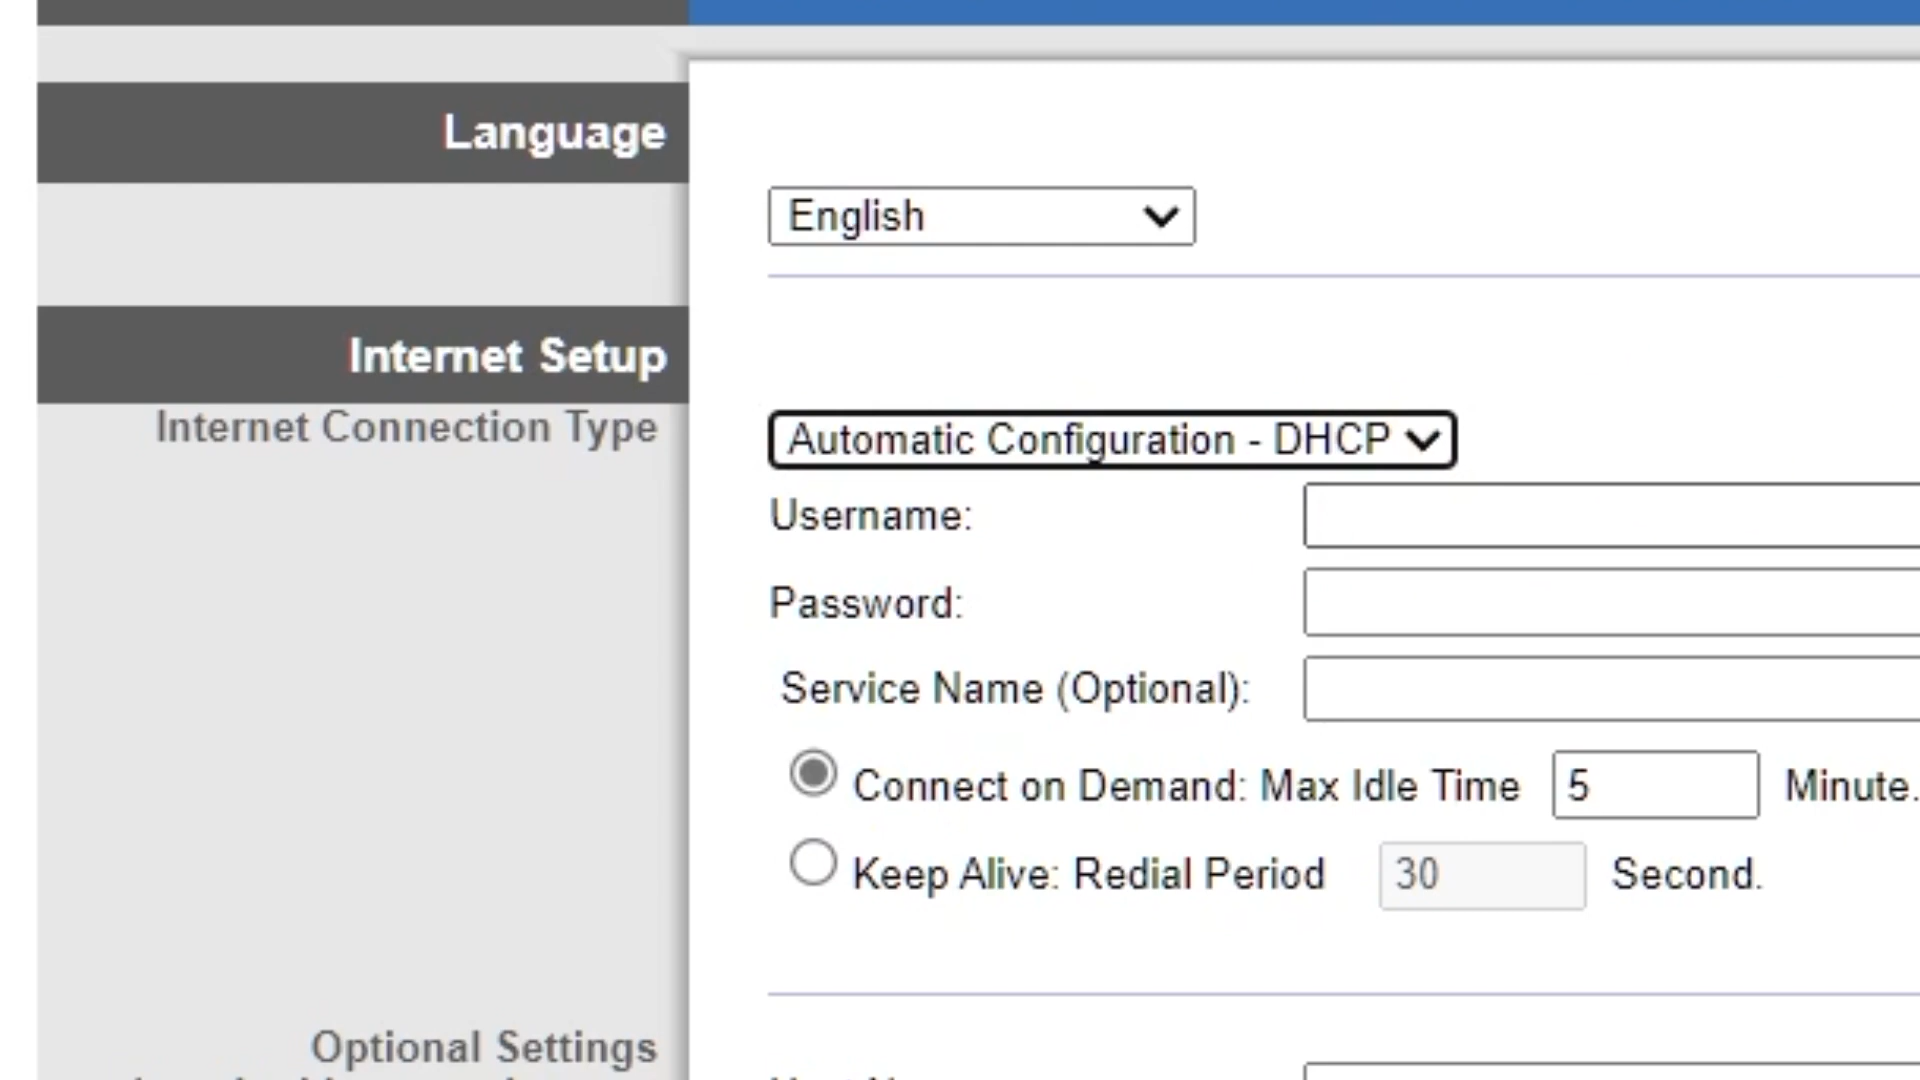 Language
English
Internet Setup
Internet Connection Type
Automatic Configuration - DHCP
Username:
Password:
Service Name (Optional):
Connect on Demand: Max Idle Time 5 Minute.
Keep Alive: Redial Period 30 Second.
Optional Settings